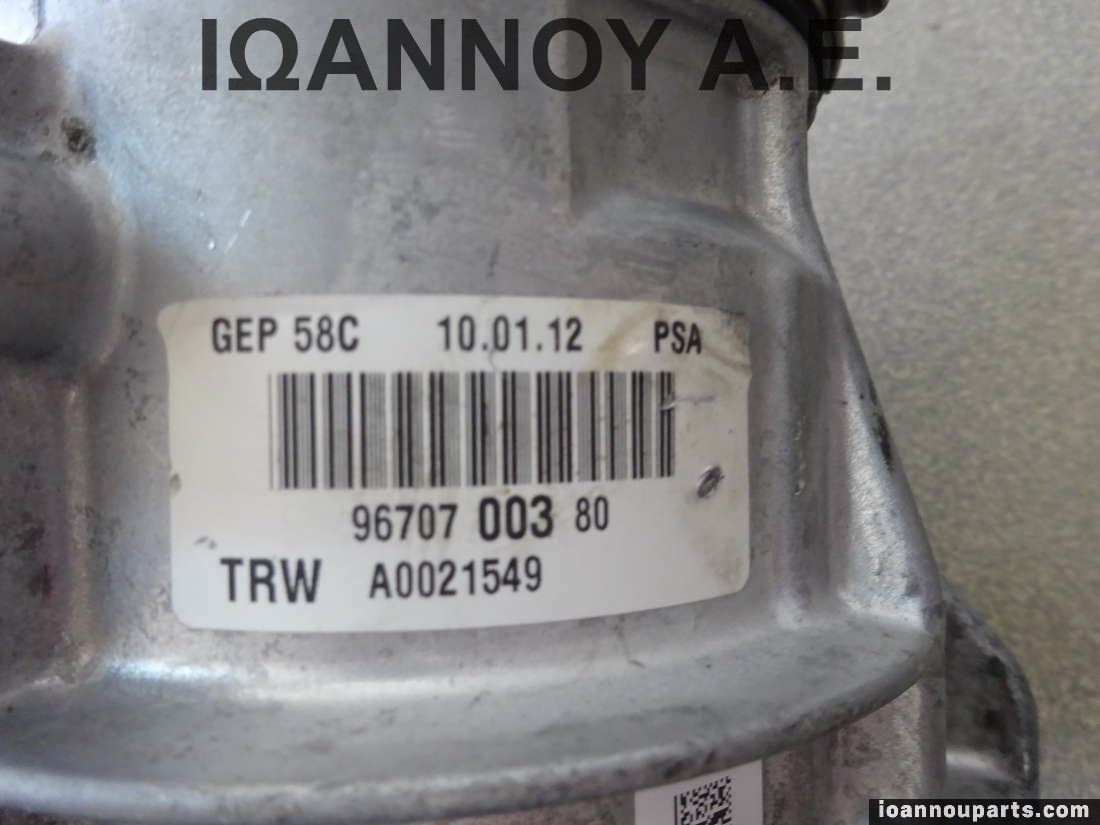 ΙΩΑΝΝΟΥ Α.Ε.
GEP 58C 10.01.12 PSA
96707 003 80
TRW A0021549
ioannouparts.com